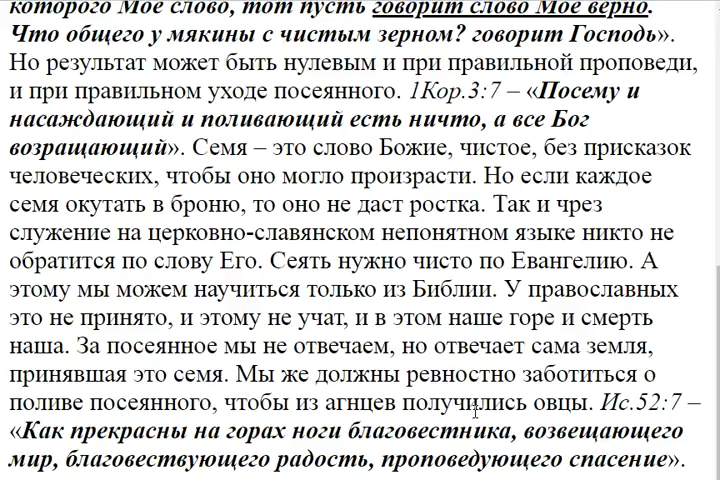 которого Мое слово, тот пусть говорит слово Мое верно.
Что общего у мякины с чистым зерном? говорит Господь».
Но результат может быть нулевым и при правильной проповеди,
и при правильном уходе посеянного. 1Кор.3:7 – «Посему и
насаждающий и поливающий есть ничто, а все Бог
возращающий». Семя – это слово Божие, чистое, без присказок
человеческих, чтобы оно могло произрасти. Но если каждое
семя окутать в броню, то оно не даст ростка. Так и чрез
служение на церковно-славянском непонятном языке никто не
обратится по слову Его. Сеять нужно чисто по Евангелию. А
этому мы можем научиться только из Библии. У православных
это не принято, и этому не учат, и в этом наше горе и смерть
наша. За посеянное мы не отвечаем, но отвечает сама земля,
принявшая это семя. Мы же должны ревностно заботиться о
поливе посеянного, чтобы из агнцев получились овцы. Ис.52:7 –
«Как прекрасны на горах ноги благовестника, возвещающего
мир, благовествующего радость, проповедующего спасение».